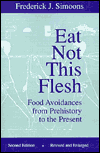 Frederick J. Simoons
Eat
Not This
Flesh
Food Avoidances
from Prehistory
to the Present
Second Edition Revised and Enlarged